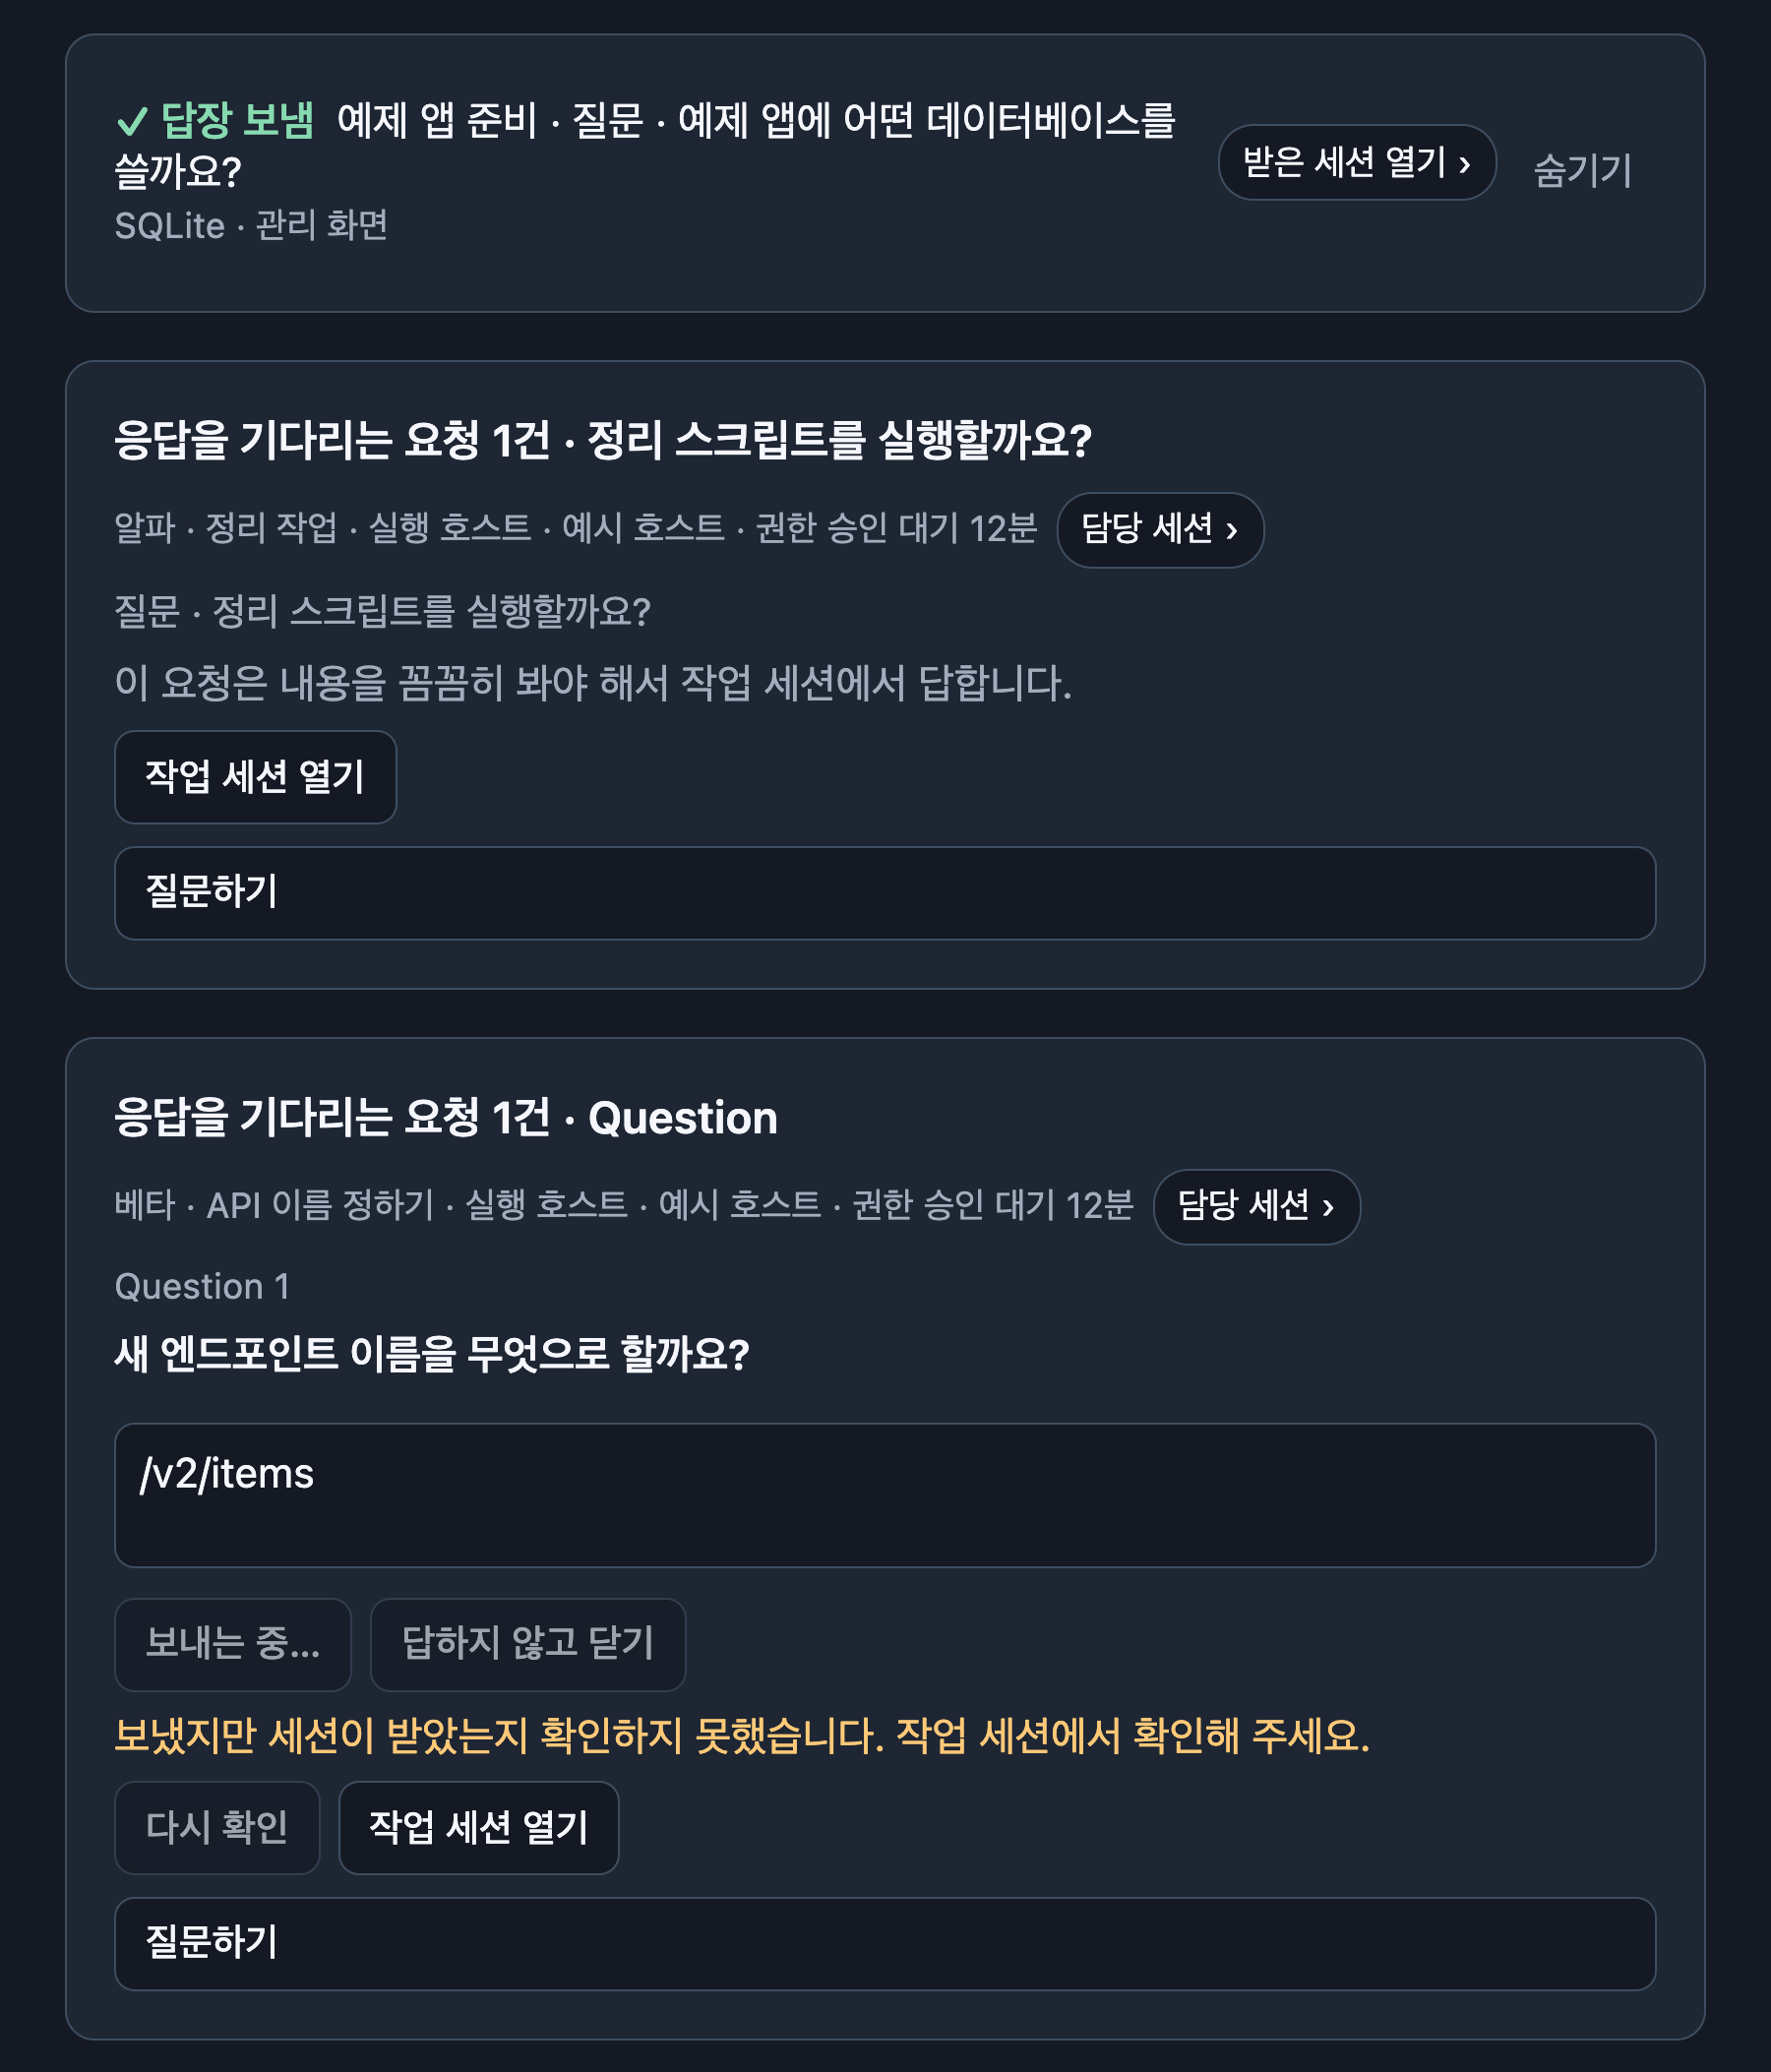 ✓ 답장 보냄 예제 앱 준비 · 질문 · 예제 앱에 어떤 데이터베이스를
쓸까요?
SQLite · 관리 화면
받은 세션 열기 ›
숨기기
응답을 기다리는 요청 1건 · 정리 스크립트를 실행할까요?
알파 · 정리 작업 · 실행 호스트 · 예시 호스트 · 권한 승인 대기 12분 담당 세션 ›
질문 · 정리 스크립트를 실행할까요?
이 요청은 내용을 꼼꼼히 봐야 해서 작업 세션에서 답합니다.
작업 세션 열기
질문하기
응답을 기다리는 요청 1건 · Question
베타 · API 이름 정하기 · 실행 호스트 · 예시 호스트 · 권한 승인 대기 12분 담당 세션 ›
Question 1
새 엔드포인트 이름을 무엇으로 할까요?
/v2/items
보내는 중... 답하지 않고 닫기
보냈지만 세션이 받았는지 확인하지 못했습니다. 작업 세션에서 확인해 주세요.
다시 확인 작업 세션 열기
질문하기